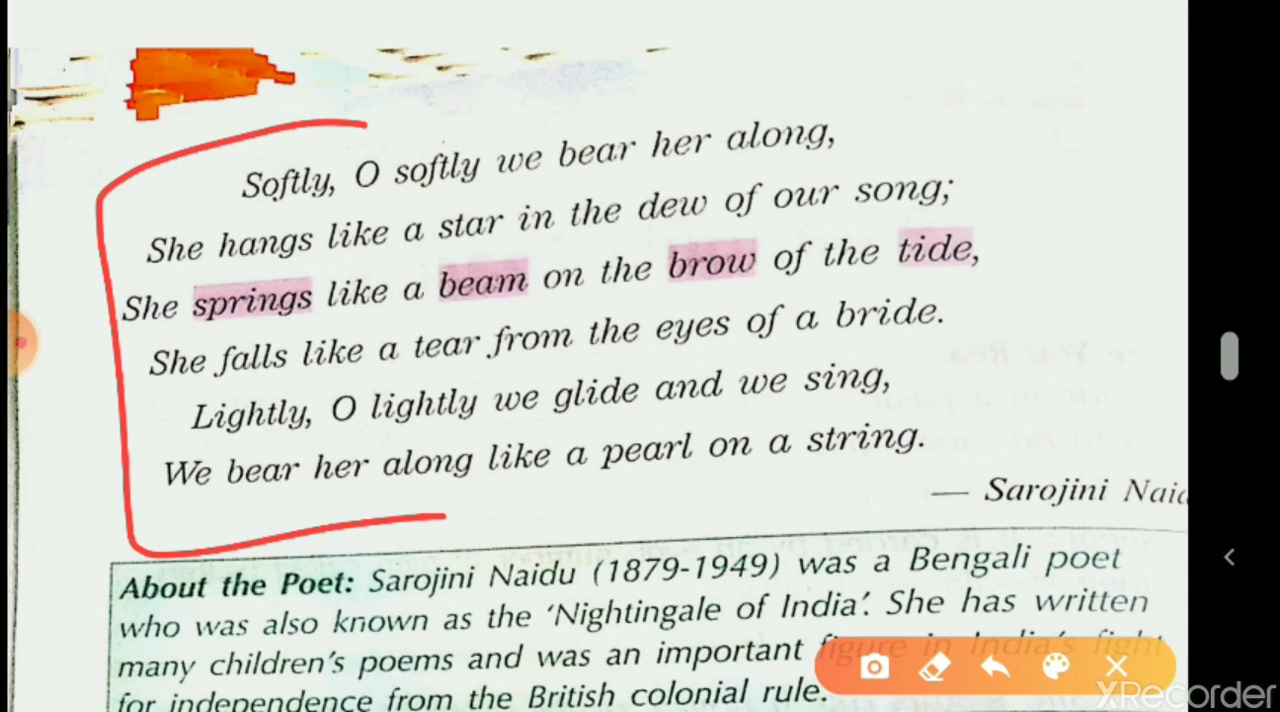 Softly, O softly we bear her along,
She hangs like a star in the dew of our song;
She springs like a beam on the brow of the tide,
She falls like a tear from the eyes of a bride.
Lightly, O lightly we glide and we sing,
We bear her along like a pearl on a string.
— Sarojini Naid
About the Poet: Sarojini Naidu (1879-1949) was a Bengali poet
who was also known as the 'Nightingale of India'. She has written
many children's poems and was an important figure in India's fight
for independence from the British colonial rule.
XRecorder